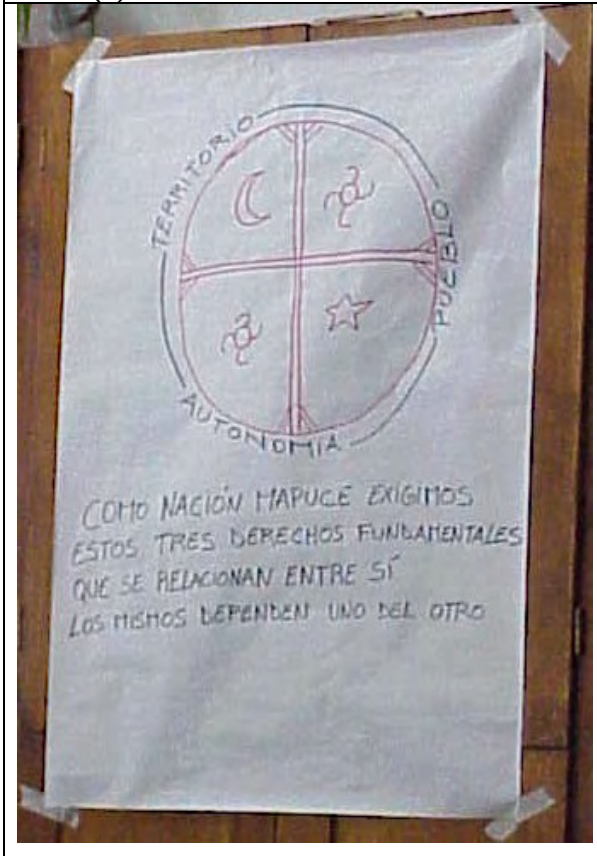 TERRITORIO
PUEBLO
AUTONOMIA
COMO NACIÓN MAPUCE EXIGIMOS
ESTOS TRES DERECHOS FUNDAMENTALES
QUE SE RELACIONAN ENTRE SÍ
LOS MISMOS DEPENDEN UNO DEL OTRO